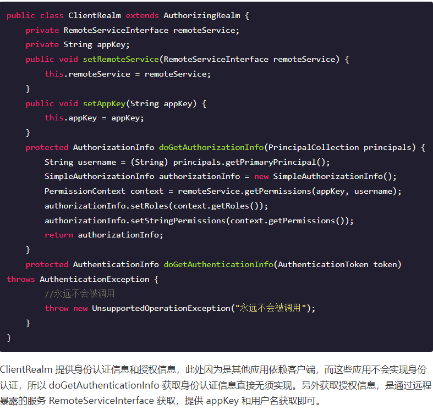 public class ClientRealm extends AuthorizingRealm {
private RemoteServiceInterface remoteService;
private String appKey;
public void setRemoteService(RemoteServiceInterface remoteService) {
this.remoteService = remoteService;
}
public void setAppKey(String appKey) {
this.appKey = appKey;
}
protected AuthorizationInfo doGetAuthorizationInfo(PrincipalCollection principals) {
String username = (String) principals.getPrimaryPrincipal();
SimpleAuthorizationInfo authorizationInfo = new SimpleAuthorizationInfo();
PermissionContext context = remoteService.getPermissions(appKey, username);
authorizationInfo.setRoles(context.getRoles());
authorizationInfo.setStringPermissions(context.getPermissions());
return authorizationInfo;
}
protected AuthenticationInfo doGetAuthenticationInfo(AuthenticationToken token)
throws AuthenticationException {
//永远不会被调用
throw new UnsupportedOperationException("永远不会被调用");
}
}
ClientRealm 提供身份认证信息和授权信息，此处因为是其他应用依赖客户端，而这些应用不会实现身份
认证，所以 doGetAuthenticationInfo 获取身份认证信息直接无须实现。另外获取授权信息，是通过远程
暴露的服务 RemoteServiceInterface 获取，提供 appKey 和用户名获取即可。